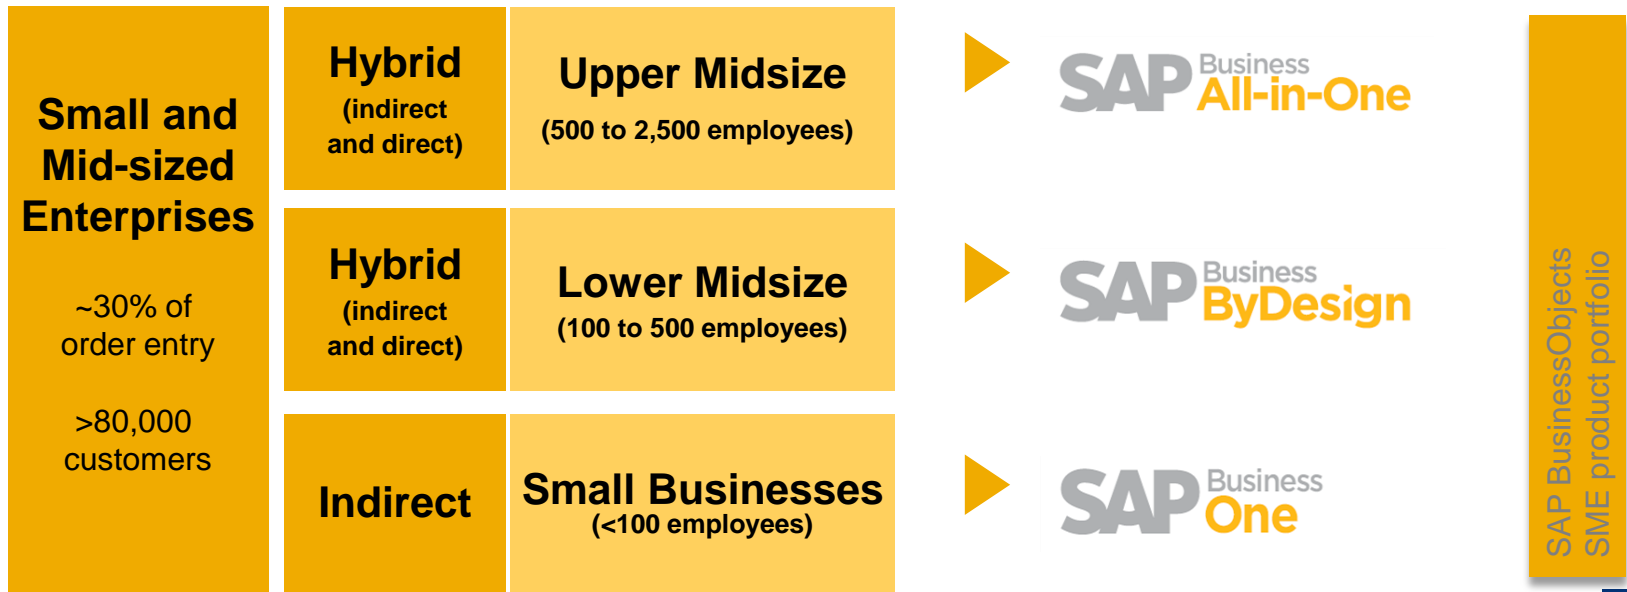 Small and
Mid-sized
Enterprises
~30% of
order entry
>80,000
customers
Hybrid
(indirect
and direct)
Upper Midsize
(500 to 2,500 employees)
SAP Business
All-in-One
Hybrid
(indirect
and direct)
Lower Midsize
(100 to 500 employees)
SAP Business
ByDesign
Indirect
Small Businesses
(<100 employees)
SAP Business
One
SAP BusinessObjects
SME product portfolio